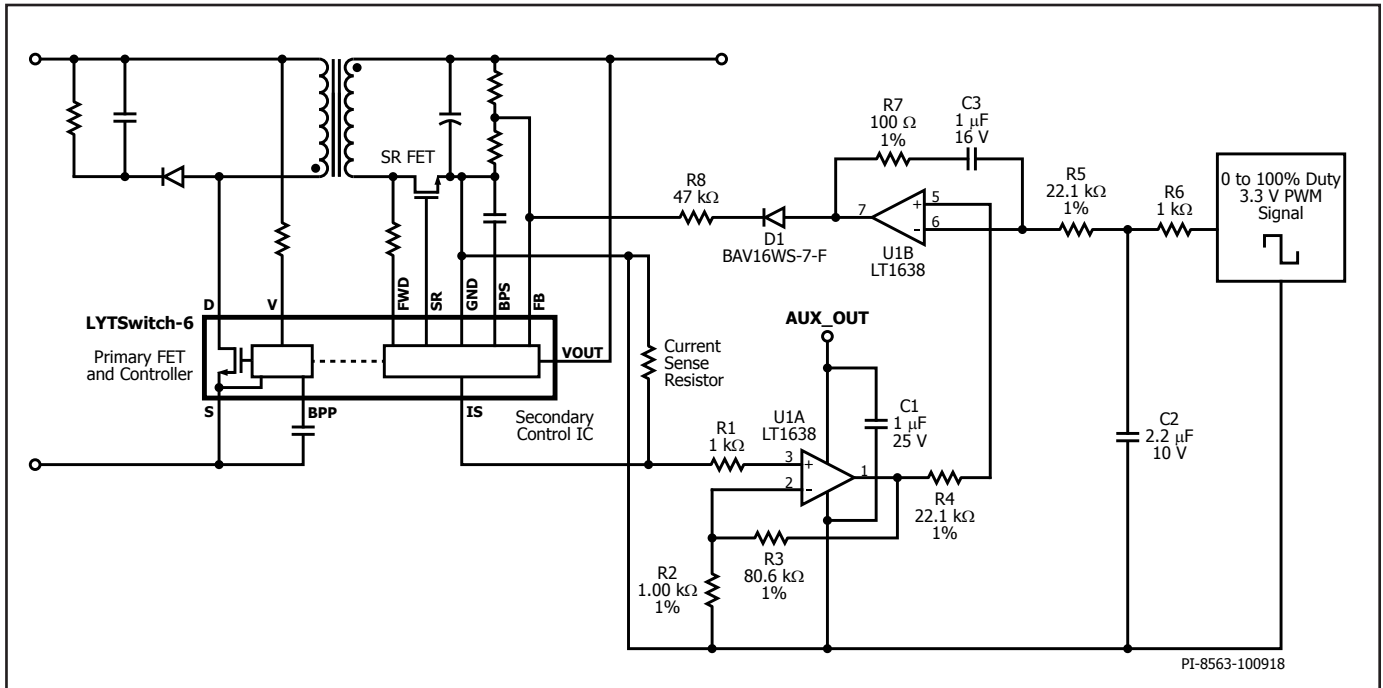 SR FET
D
V
FWD
SR
GND
BPS
FB
LYTSwitch-6
Primary FET
and Controller
VOUT
S
BPP
IS
Secondary
Control IC
Current
Sense
Resistor
R8
47 kΩ
D1
BAV16WS-7-F
R7
100 Ω
1%
C3
1 μF
16 V
7
5
+
6
-
U1B
LT1638
R5
22.1 kΩ
1%
R6
1 kΩ
0 to 100% Duty
3.3 V PWM
Signal
AUX_OUT
C1
1 μF
25 V
U1A
LT1638
R1
1 kΩ
3
+
2
-
1
R4
22.1 kΩ
1%
R3
80.6 kΩ
1%
R2
1.00 kΩ
1%
C2
2.2 μF
10 V
PI-8563-100918